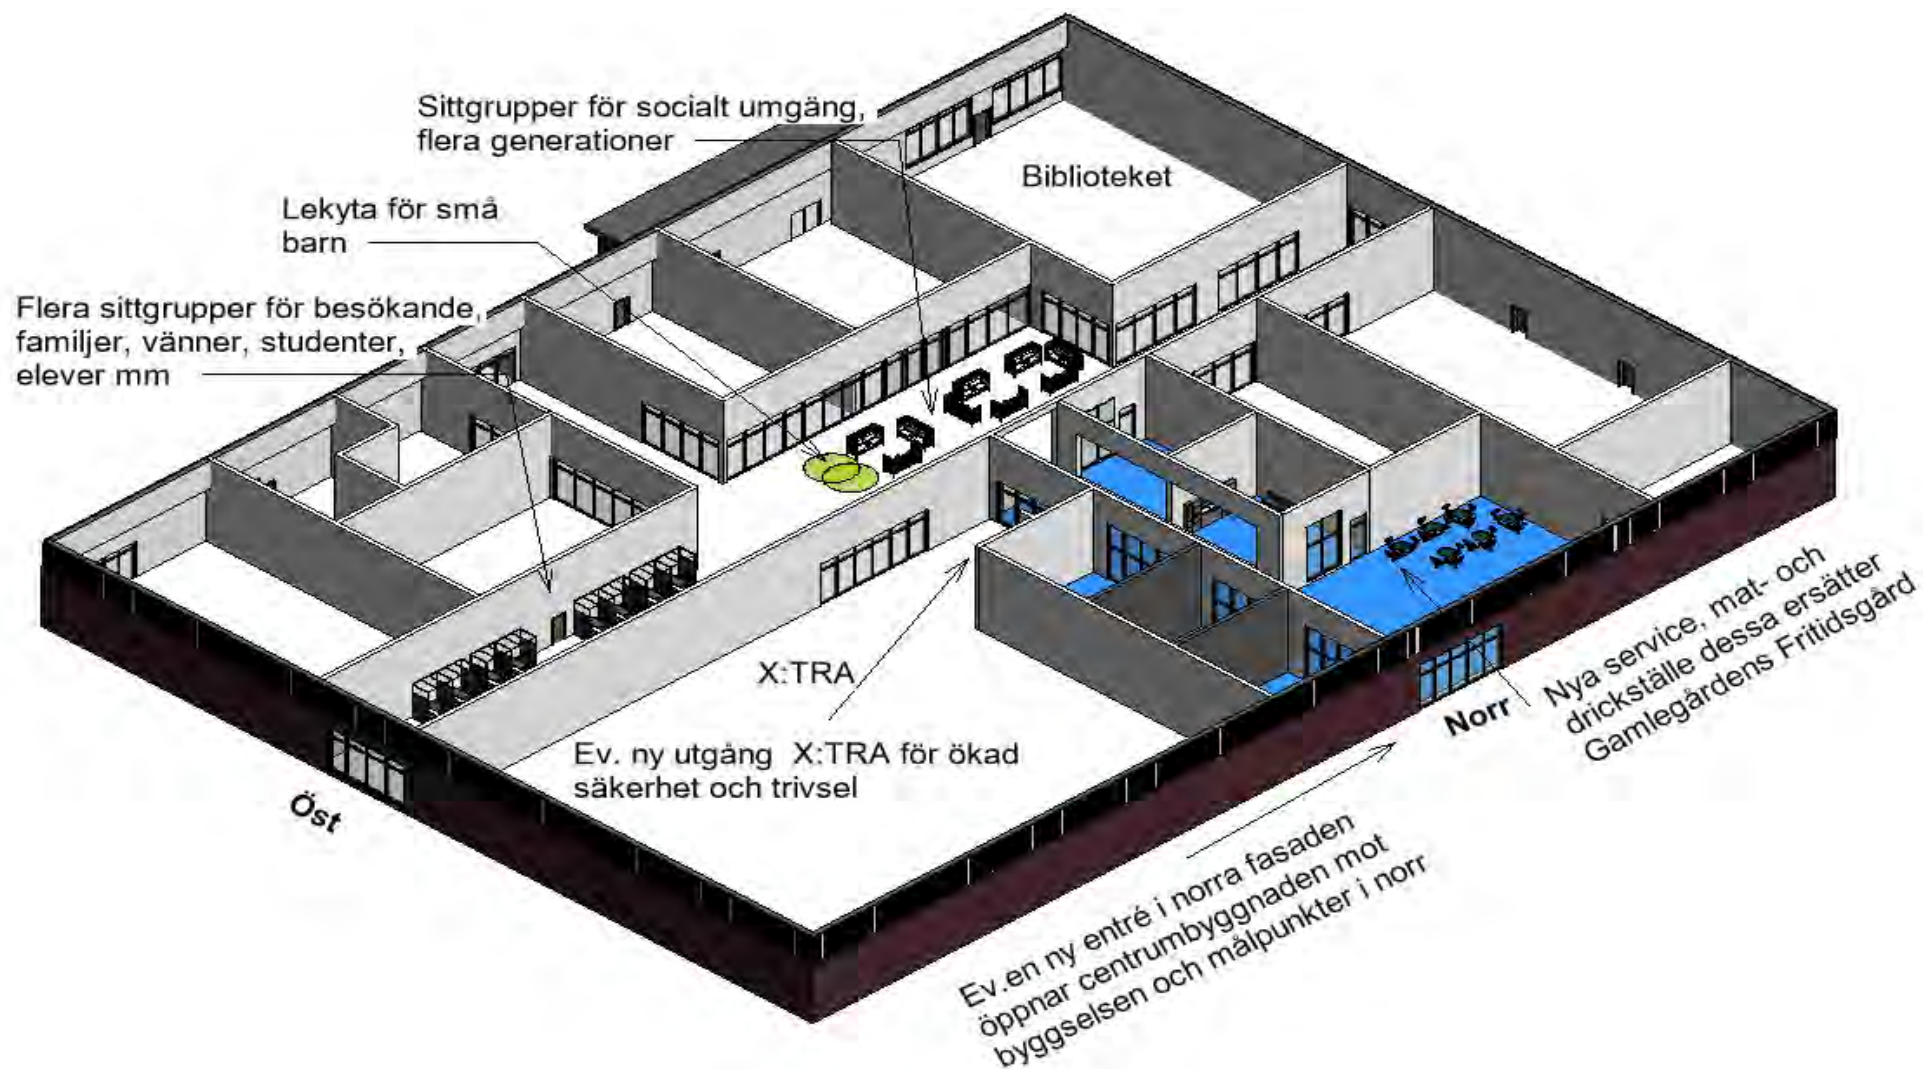 Sittgrupper för socialt umgäng,
flera generationer
Biblioteket
Lekyta för små
barn
Flera sittgrupper för besökande,
familjer, vänner, studenter,
elever mm
X:TRA
Ev. ny utgång X:TRA för ökad
säkerhet och trivsel
Öst
Norr
Nya service, mat- och
drickställe dessa ersätter
Gamlegårdens Fritidsgård
Ev.en ny entré i norra fasaden
öppnar centrumbyggnaden mot
byggselsen och målpunkter i norr